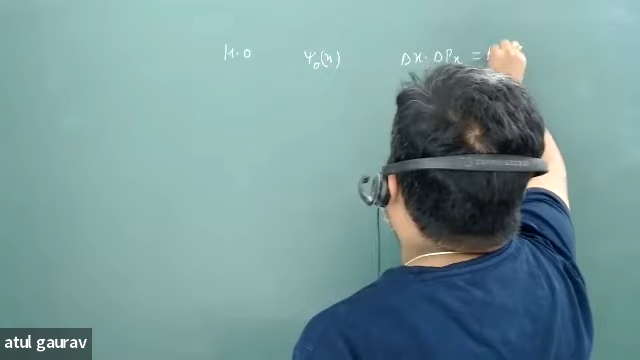 H.O ψ₀(x) Δx · ΔPₓ =
atul gaurav